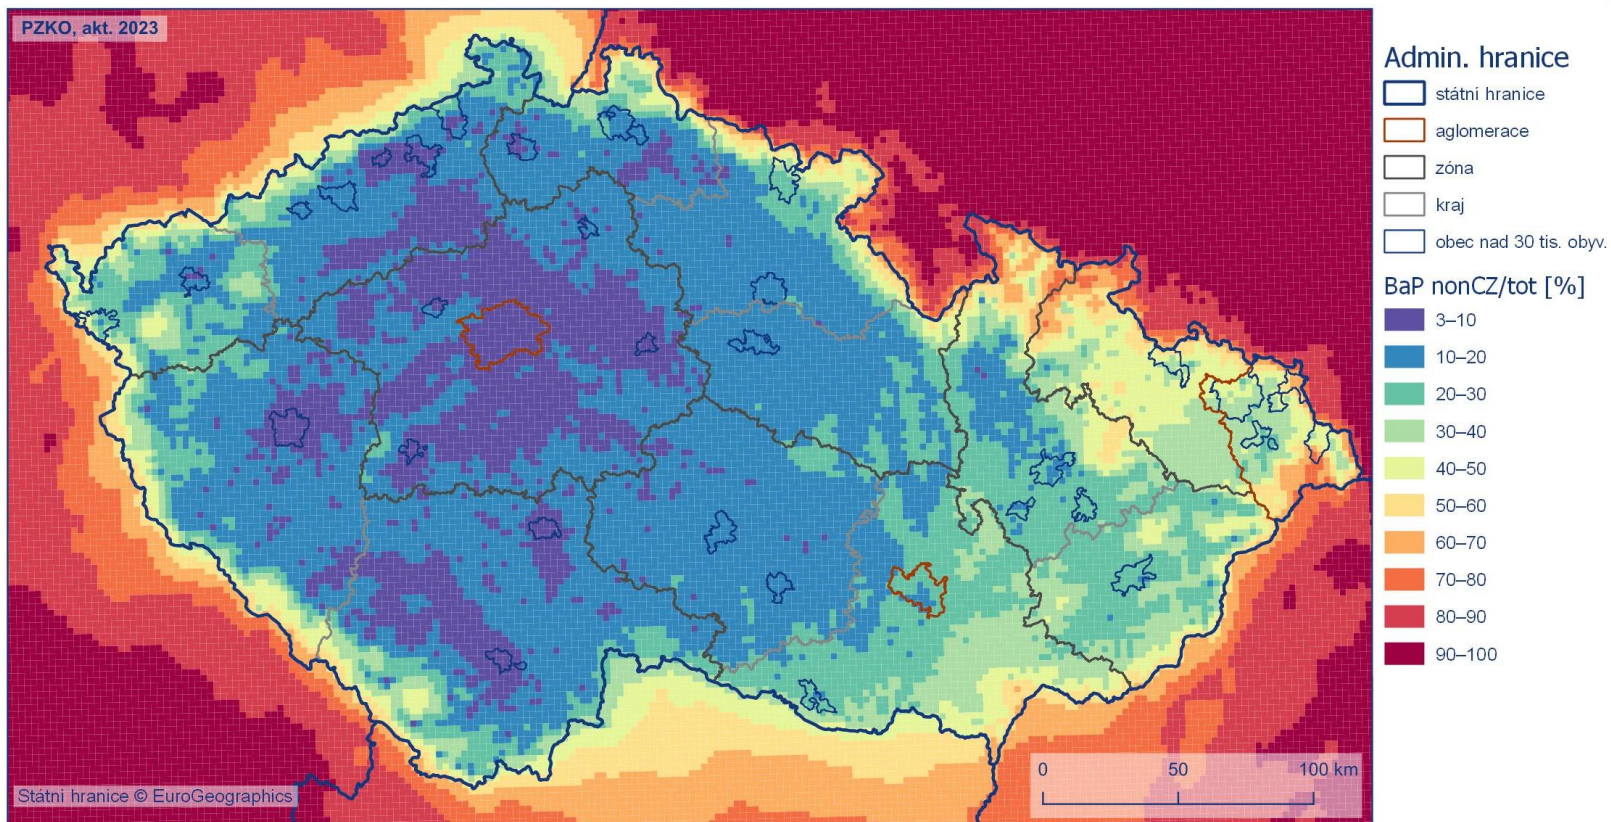 PZKO, akt. 2023
Admin. hranice
státní hranice
aglomerace
zóna
kraj
obec nad 30 tis. obyv.
BaP nonCZ/tot [%]
3–10
10–20
20–30
30–40
40–50
50–60
60–70
70–80
80–90
90–100
0 50 100 km
Státní hranice © EuroGeographics